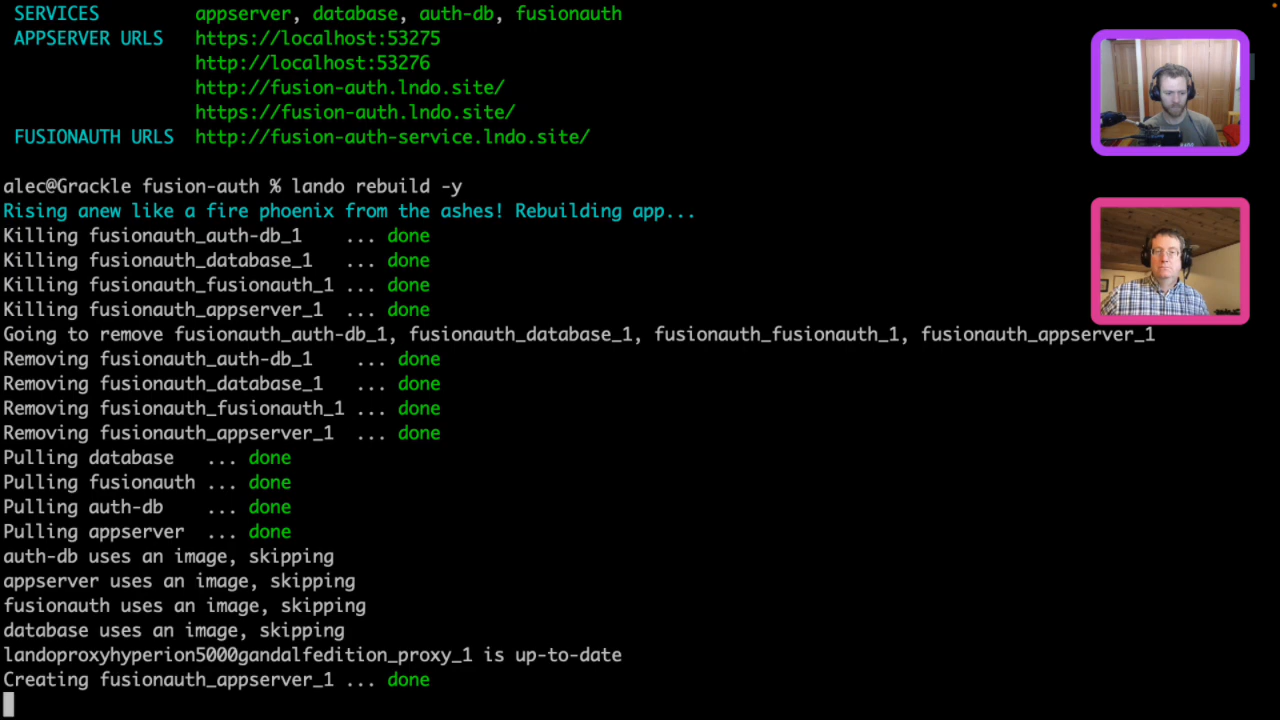 SERVICES appserver, database, auth-db, fusionauth
APPSERVER URLS https://localhost:53275
http://localhost:53276
http://fusion-auth.lndo.site/
https://fusion-auth.lndo.site/
FUSIONAUTH URLS http://fusion-auth-service.lndo.site/
alec@Grackle fusion-auth % lando rebuild -y
Rising anew like a fire phoenix from the ashes! Rebuilding app...
Killing fusionauth_auth-db_1 ... done
Killing fusionauth_database_1 ... done
Killing fusionauth_fusionauth_1 ... done
Killing fusionauth_appserver_1 ... done
Going to remove fusionauth_auth-db_1, fusionauth_database_1, fusionauth_fusionauth_1, fusionauth_appserver_1
Removing fusionauth_auth-db_1 ... done
Removing fusionauth_database_1 ... done
Removing fusionauth_fusionauth_1 ... done
Removing fusionauth_appserver_1 ... done
Pulling database ... done
Pulling fusionauth ... done
Pulling auth-db ... done
Pulling appserver ... done
auth-db uses an image, skipping
appserver uses an image, skipping
fusionauth uses an image, skipping
database uses an image, skipping
landoproxyhyperion5000gandalfedition_proxy_1 is up-to-date
Creating fusionauth_appserver_1 ... done